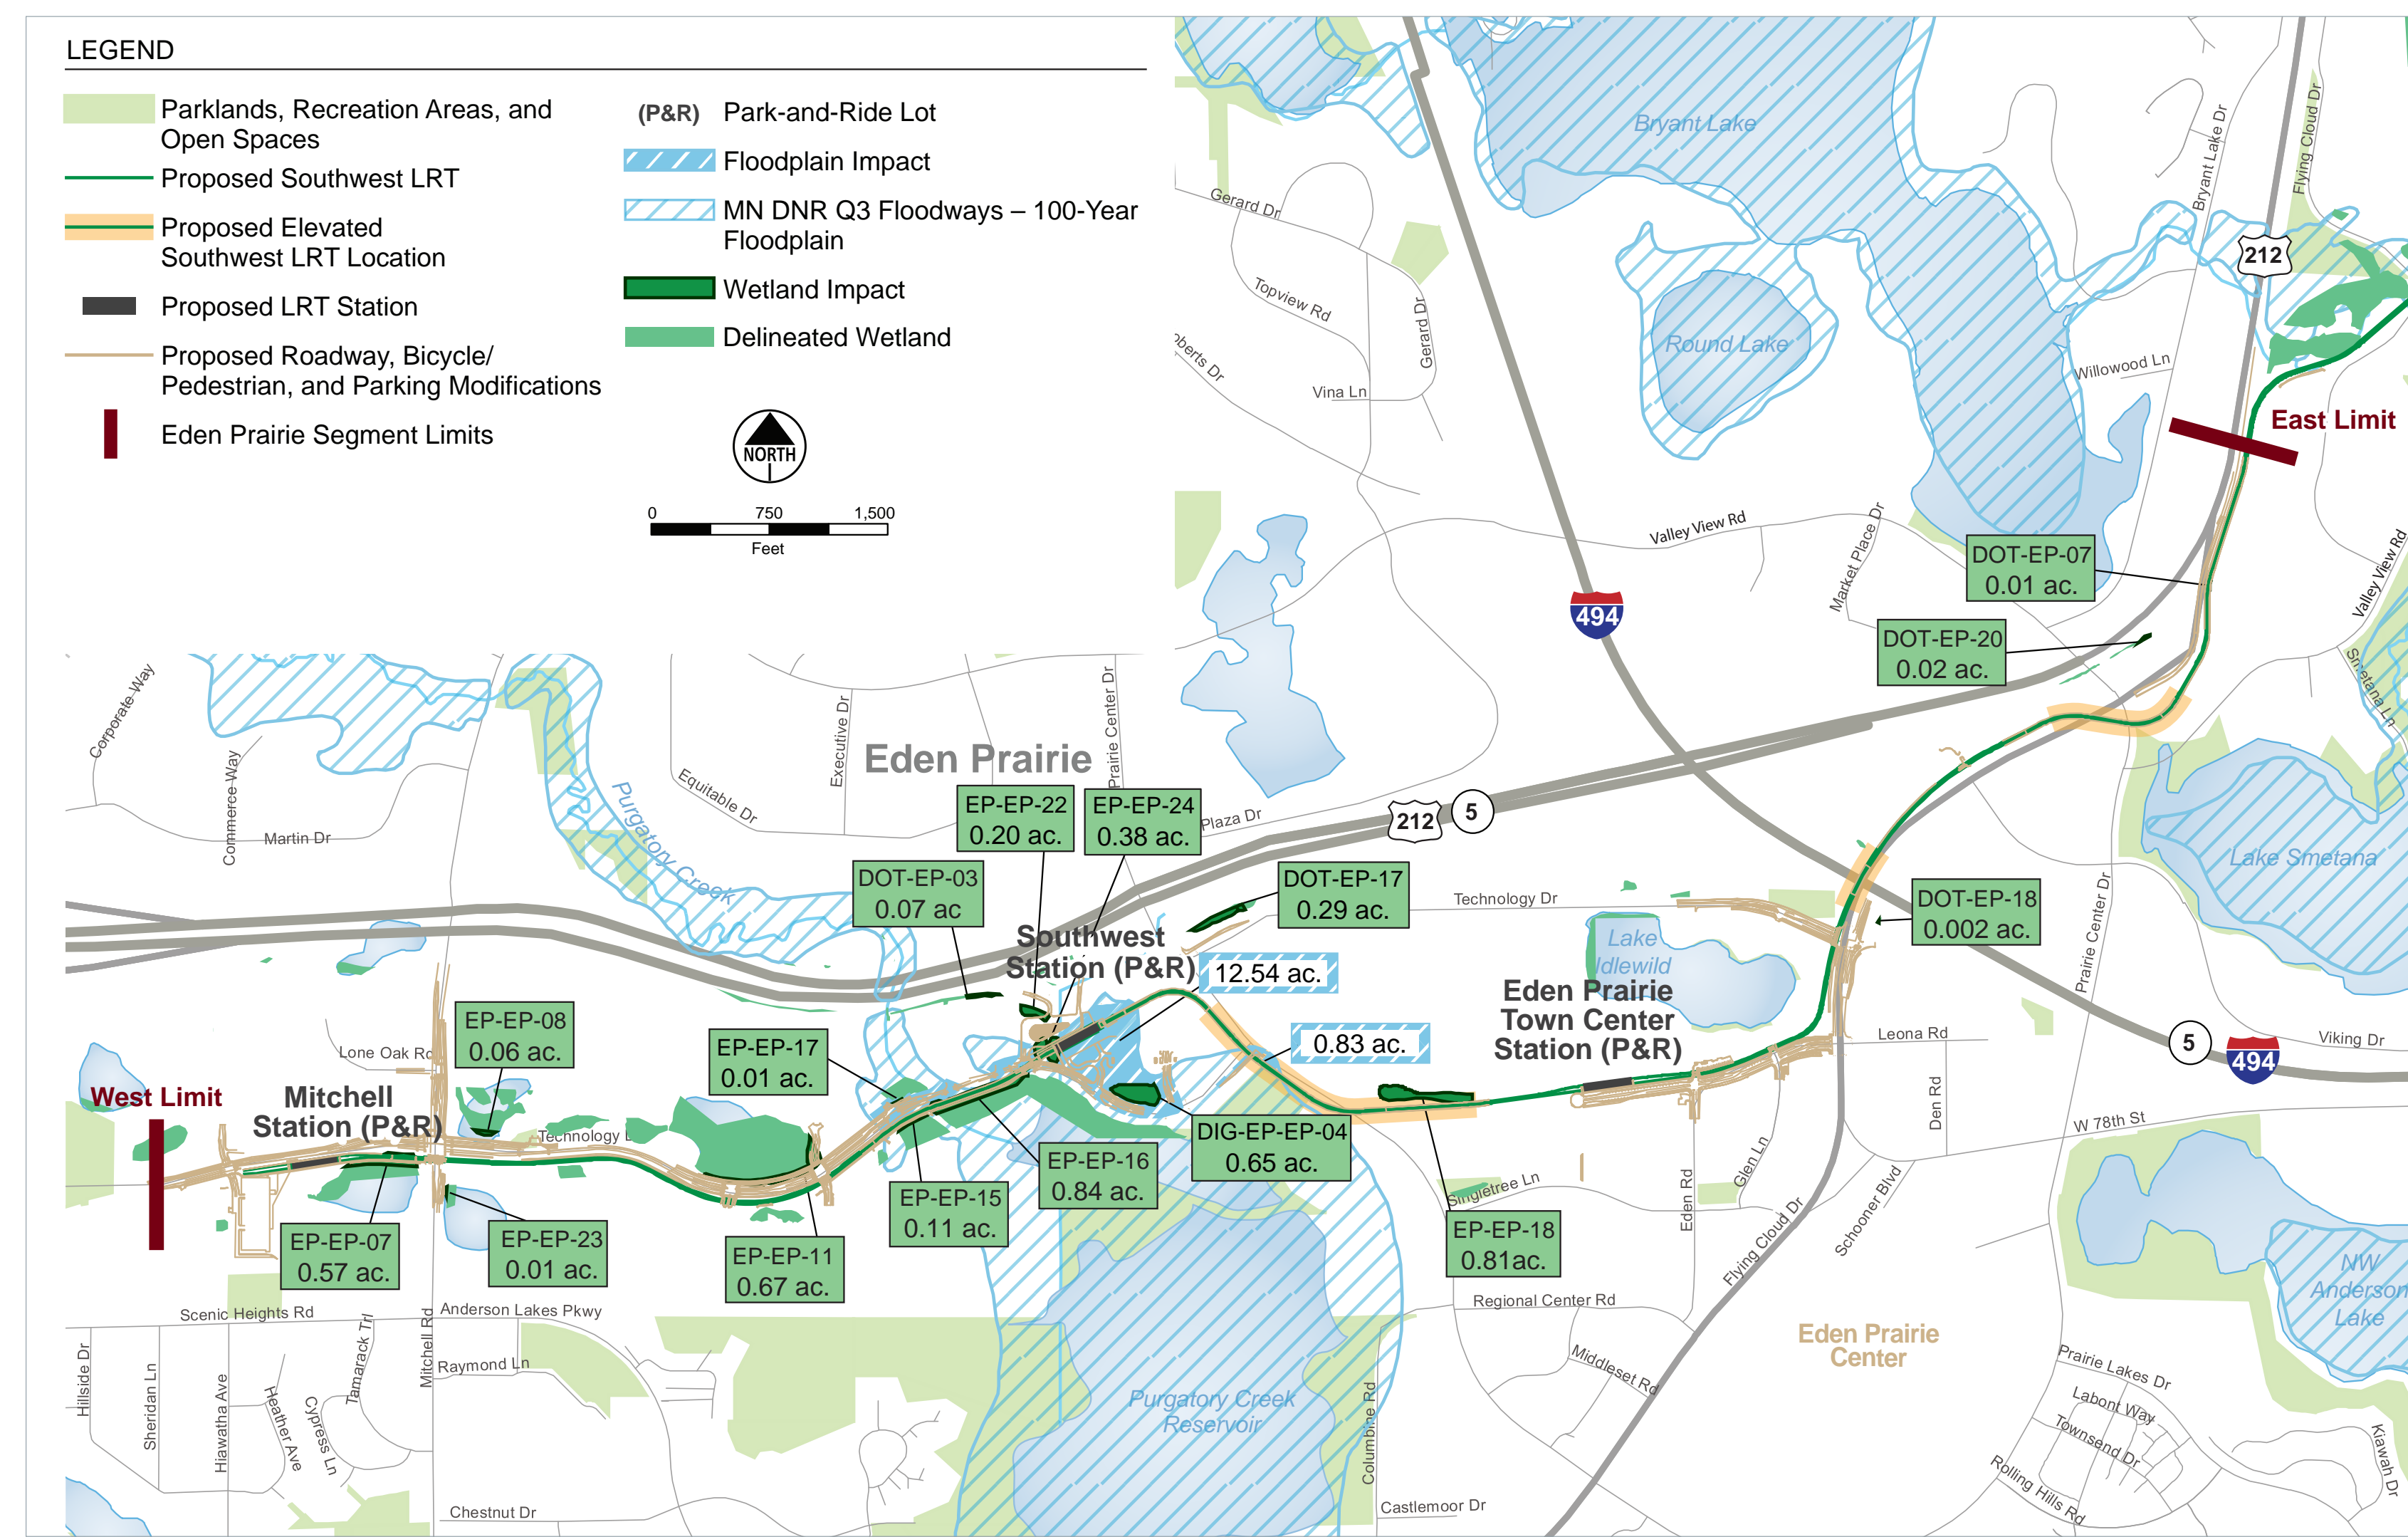 LEGEND
Parklands, Recreation Areas, and
Open Spaces
Proposed Southwest LRT
Proposed Elevated
Southwest LRT Location
Proposed LRT Station
Proposed Roadway, Bicycle/
Pedestrian, and Parking Modifications
Eden Prairie Segment Limits
(P&R) Park-and-Ride Lot
Floodplain Impact
MN DNR Q3 Floodways – 100-Year
Floodplain
Wetland Impact
Delineated Wetland
NORTH
0 750 1,500
Feet
Bryant Lake
Bryant Lake Dr
Flying Cloud Dr
212
Gerard Dr
Topview Rd
Gerard Dr
Vina Ln
oberts Dr
Round Lake
Willowood Ln
East Limit
Valley View Rd
Market Place Dr
Valley View Rd
Smetana Ln
DOT-EP-07
0.01 ac.
494
DOT-EP-20
0.02 ac.
Corporate Way
Commerce Way
Martin Dr
Purgatory Creek
Equitable Dr
Executive Dr
Eden Prairie
Prairie Center Dr
Plaza Dr
212
5
EP-EP-22
0.20 ac.
EP-EP-24
0.38 ac.
DOT-EP-03
0.07 ac
DOT-EP-17
0.29 ac.
Technology Dr
Lake Smetana
DOT-EP-18
0.002 ac.
Prairie Center Dr
Southwest
Station (P&R)
12.54 ac.
0.83 ac.
Lake
Idlewild
Eden Prairie
Town Center
Station (P&R)
Leona Rd
Den Rd
5
494
Viking Dr
W 78th St
Lone Oak Rd
EP-EP-08
0.06 ac.
EP-EP-17
0.01 ac.
West Limit
Mitchell
Station (P&R)
Technology
DIG-EP-EP-04
0.65 ac.
EP-EP-16
0.84 ac.
EP-EP-15
0.11 ac.
EP-EP-18
0.81ac.
Singletree Ln
Eden Rd
Glen Ln
Flying Cloud Dr
Schooner Blvd
EP-EP-07
0.57 ac.
EP-EP-23
0.01 ac.
EP-EP-11
0.67 ac.
NW
Anderson
Lake
Scenic Heights Rd
Anderson Lakes Pkwy
Regional Center Rd
Eden Prairie
Center
Hillside Dr
Sheridan Ln
Hiawatha Ave
Heather Ave
Cypress Ln
Tamarack Trl
Mitchell Rd
Raymond Ln
Chestnut Dr
Purgatory Creek
Reservoir
Columbine Rd
Castlemoor Dr
Middleset Rd
Prairie Lakes Dr
Labont Way
Townsend Dr
Rolling Hills Rd
Kiawah Dr